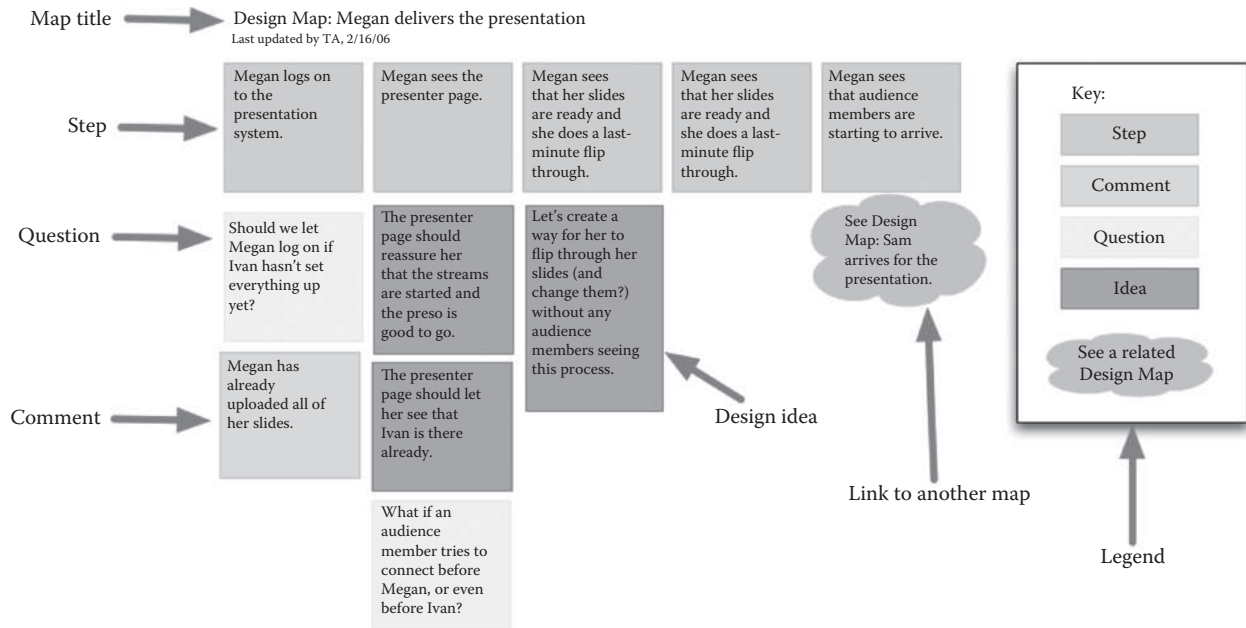 Map title
Design Map: Megan delivers the presentation
Last updated by TA, 2/16/06
Step
Megan logs on
to the
presentation
system.
Megan sees the
presenter page.
Megan sees
that her slides
are ready and
she does a last-
minute flip
through.
Megan sees
that her slides
are ready and
she does a last-
minute flip
through.
Megan sees
that audience
members are
starting to arrive.
Question
Should we let
Megan log on if
Ivan hasn't set
everything up
yet?
The presenter
page should
reassure her
that the streams
are started and
the preso is
good to go.
Let's create a
way for her to
flip through her
slides (and
change them?)
without any
audience
members seeing
this process.
See Design
Map: Sam
arrives for the
presentation.
Comment
Megan has
already
uploaded all of
her slides.
The presenter
page should let
her see that
Ivan is there
already.
Design idea
What if an
audience
member tries to
connect before
Megan, or even
before Ivan?
Link to another map
Key:
Step
Comment
Question
Idea
See a related
Design Map
Legend